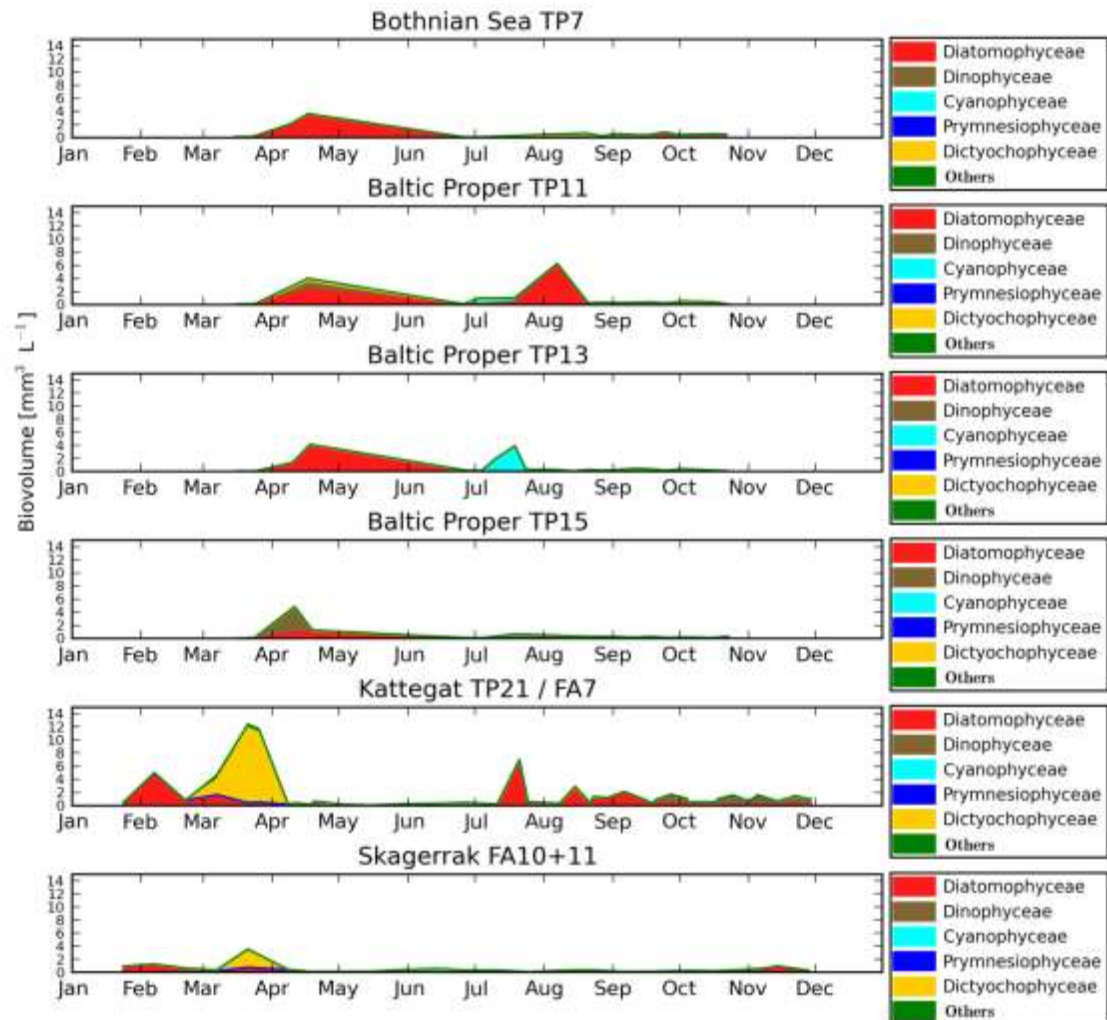 Bothnian Sea TP7
14
12
10
8
6
4
2
0
Jan Feb Mar Apr May Jun Jul Aug Sep Oct Nov Dec
Diatomophyceae
Dinophyceae
Cyanophyceae
Prymnesiophyceae
Dictyochophyceae
Others
Baltic Proper TP11
14
12
10
8
6
4
2
0
Jan Feb Mar Apr May Jun Jul Aug Sep Oct Nov Dec
Diatomophyceae
Dinophyceae
Cyanophyceae
Prymnesiophyceae
Dictyochophyceae
Others
Biovolume [mm³ L⁻¹]
Baltic Proper TP13
14
12
10
8
6
4
2
0
Jan Feb Mar Apr May Jun Jul Aug Sep Oct Nov Dec
Diatomophyceae
Dinophyceae
Cyanophyceae
Prymnesiophyceae
Dictyochophyceae
Others
Baltic Proper TP15
14
12
10
8
6
4
2
0
Jan Feb Mar Apr May Jun Jul Aug Sep Oct Nov Dec
Diatomophyceae
Dinophyceae
Cyanophyceae
Prymnesiophyceae
Dictyochophyceae
Others
Kattegat TP21 / FA7
14
12
10
8
6
4
2
0
Jan Feb Mar Apr May Jun Jul Aug Sep Oct Nov Dec
Diatomophyceae
Dinophyceae
Cyanophyceae
Prymnesiophyceae
Dictyochophyceae
Others
Skagerrak FA10+11
14
12
10
8
6
4
2
0
Jan Feb Mar Apr May Jun Jul Aug Sep Oct Nov Dec
Diatomophyceae
Dinophyceae
Cyanophyceae
Prymnesiophyceae
Dictyochophyceae
Others